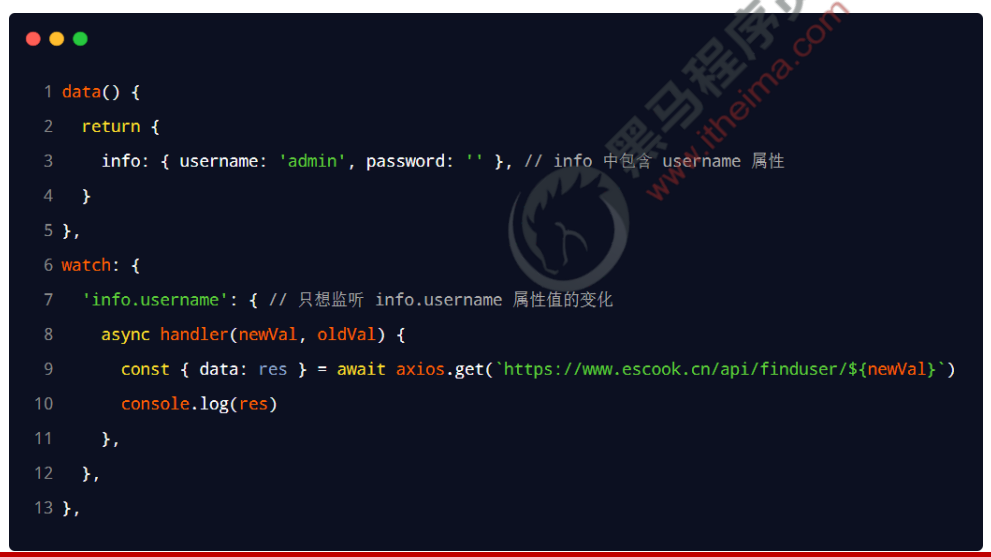 黑马程序员
www.itheima.com
1 data() {
2 return {
3 info: { username: 'admin', password: '' }, // info 中包含 username 属性
4 }
5 },
6 watch: {
7 'info.username': { // 只想监听 info.username 属性值的变化
8 async handler(newVal, oldVal) {
9 const { data: res } = await axios.get(`https://www.escook.cn/api/finduser/${newVal}`)
10 console.log(res)
11 },
12 },
13 },